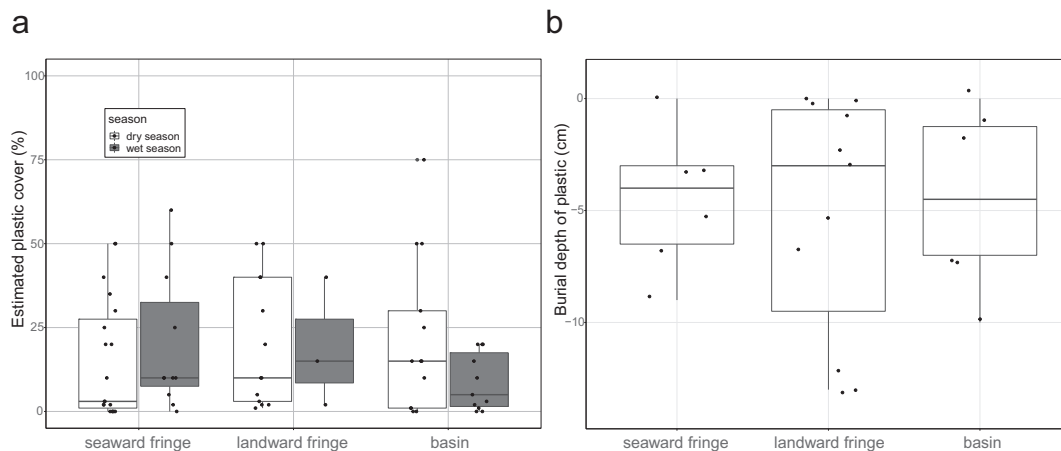 a
b
Estimated plastic cover (%)
100
75
50
25
0
season
dry season
wet season
seaward fringe landward fringe basin
Burial depth of plastic (cm)
0
−5
−10
seaward fringe landward fringe basin